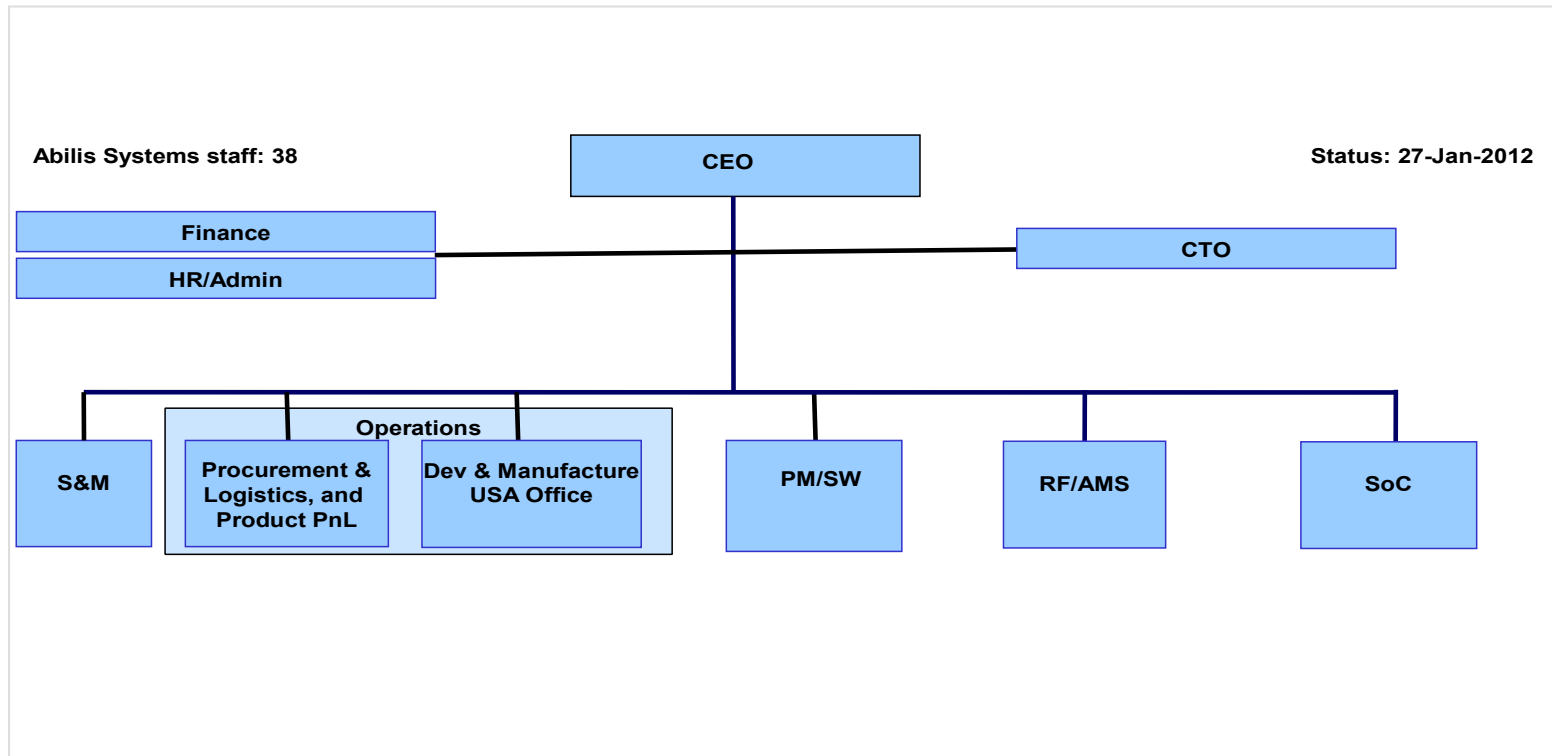 Abilis Systems staff: 38
CEO
Status: 27-Jan-2012
Finance
HR/Admin
CTO
Operations
S&M
Procurement &
Logistics, and
Product PnL
Dev & Manufacture
USA Office
PM/SW
RF/AMS
SoC